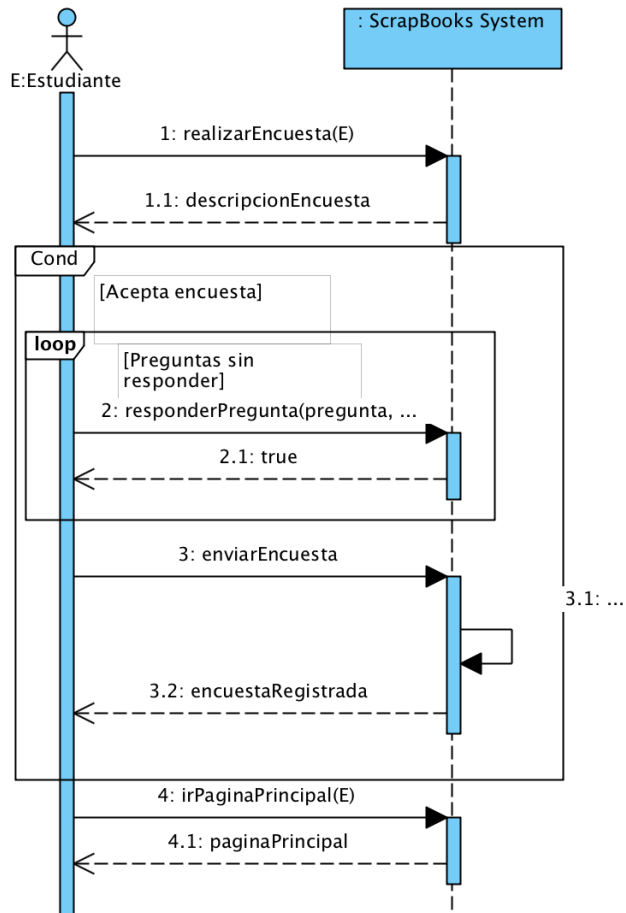 : ScrapBooks System
E:Estudiante
1: realizarEncuesta(E)
1.1: descripcionEncuesta
Cond
[Acepta encuesta]
loop
[Preguntas sin
responder]
2: responderPregunta(pregunta, ...
2.1: true
3: enviarEncuesta
3.1: ...
3.2: encuestaRegistrada
4: irPaginaPrincipal(E)
4.1: paginaPrincipal